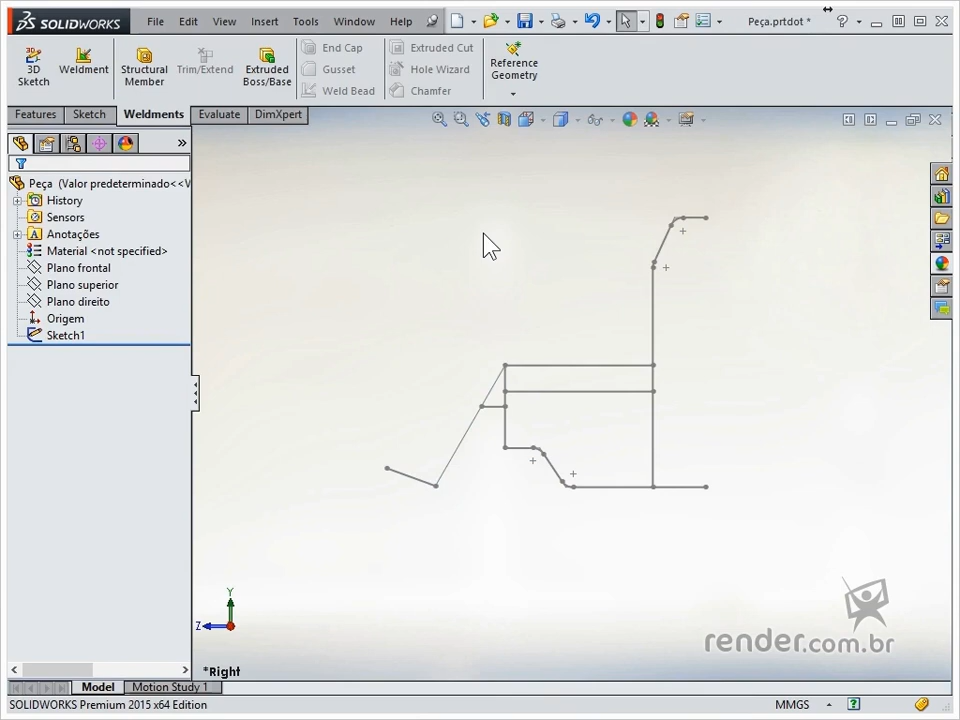 SOLIDWORKS File Edit View Insert Tools Window Help Peça.prtdot * ?
3D Sketch
Weldment
Structural Member
Trim/Extend
Extruded Boss/Base
End Cap
Gusset
Weld Bead
Extruded Cut
Hole Wizard
Chamfer
Reference Geometry
Features Sketch Weldments Evaluate DimXpert
»
Peça (Valor predeterminado<<V
History
Sensors
Anotações
Material <not specified>
Plano frontal
Plano superior
Plano direito
Origem
Sketch1
Y
Z
*Right
render.com.br
Model Motion Study 1
SOLIDWORKS Premium 2015 x64 Edition MMGS ?